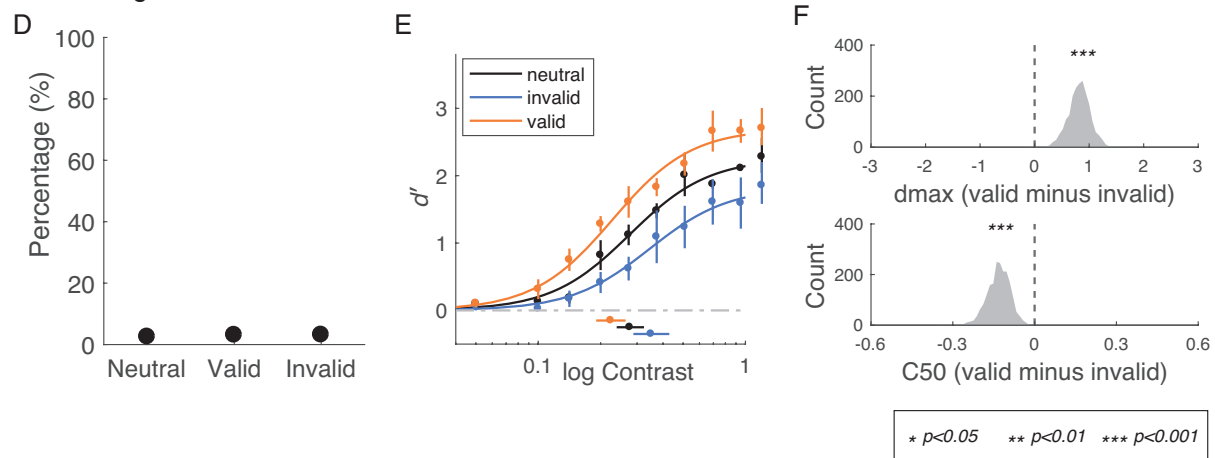 D
100
80
60
40
20
0
Percentage (%)
Neutral Valid Invalid
E
neutral
invalid
valid
3
2
1
0
d′
0.1 1
log Contrast
F
400
200
0
Count
***
-3 -2 -1 0 1 2 3
dmax (valid minus invalid)
400
200
0
Count
***
-0.6 -0.3 0 0.3 0.6
C50 (valid minus invalid)
* p<0.05 ** p<0.01 *** p<0.001